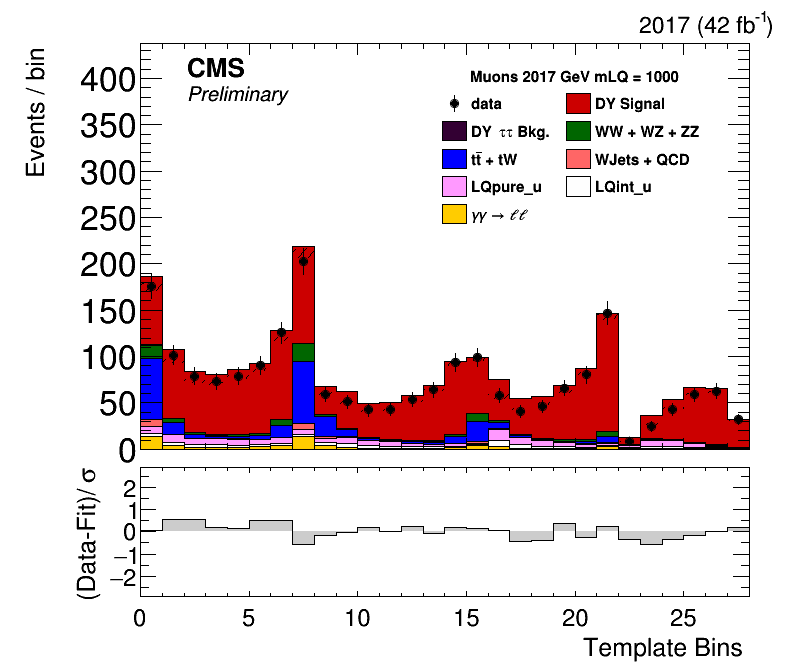 2017 (42 fb⁻¹)
Events / bin
CMS
Preliminary
Muons 2017 GeV mLQ = 1000
data
DY Signal
DY ττ Bkg.
WW + WZ + ZZ
tt̄ + tW
WJets + QCD
LQpure_u
LQint_u
γγ → ℓℓ
400
350
300
250
200
150
100
50
0
(Data-Fit)/ σ
2
1
0
−1
−2
0 5 10 15 20 25
Template Bins